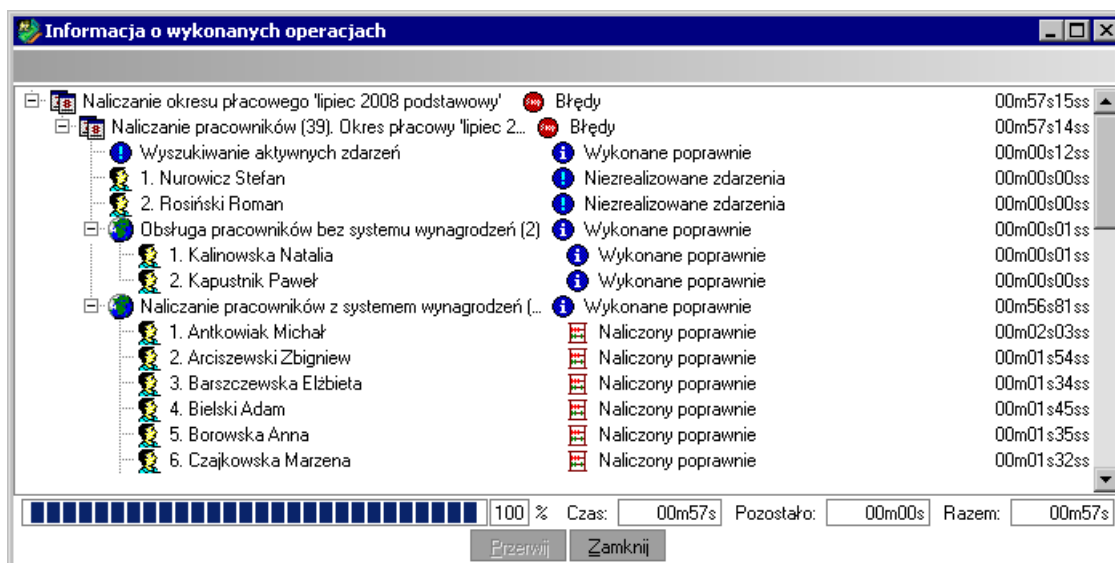 Informacja o wykonanych operacjach
Naliczanie okresu płacowego 'lipiec 2008 podstawowy' Błędy 00m57s15ss
Naliczanie pracowników (39). Okres płacowy 'lipiec 2... Błędy 00m57s14ss
Wyszukiwanie aktywnych zdarzeń Wykonane poprawnie 00m00s12ss
1. Nurowicz Stefan Niezrealizowane zdarzenia 00m00s00ss
2. Rosiński Roman Niezrealizowane zdarzenia 00m00s00ss
Obsługa pracowników bez systemu wynagrodzeń (2) Wykonane poprawnie 00m00s01ss
1. Kalinowska Natalia Wykonane poprawnie 00m00s01ss
2. Kapustnik Paweł Wykonane poprawnie 00m00s00ss
Naliczanie pracowników z systemem wynagrodzeń (... Wykonane poprawnie 00m56s81ss
1. Antkowiak Michał Naliczony poprawnie 00m02s03ss
2. Arciszewski Zbigniew Naliczony poprawnie 00m01s54ss
3. Barszczewska Elżbieta Naliczony poprawnie 00m01s34ss
4. Bielski Adam Naliczony poprawnie 00m01s45ss
5. Borowska Anna Naliczony poprawnie 00m01s35ss
6. Czajkowska Marzena Naliczony poprawnie 00m01s32ss
100 % Czas: 00m57s Pozostało: 00m00s Razem: 00m57s
Przerwij Zamknij